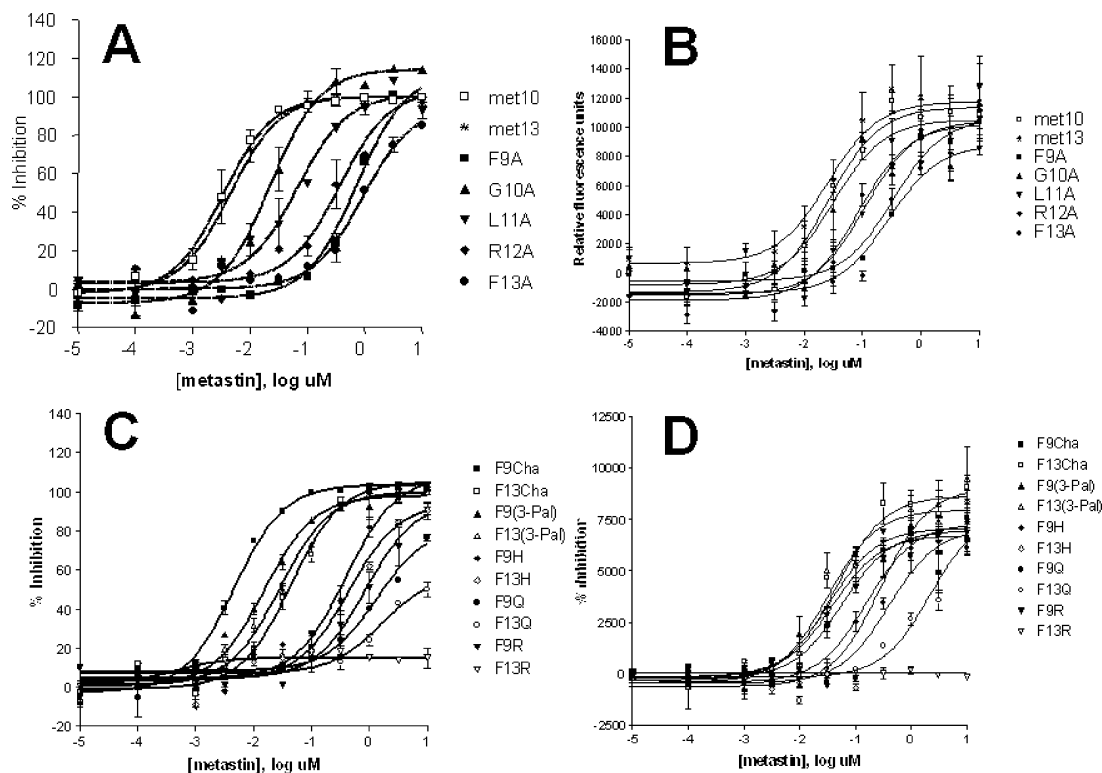 A
% Inhibition
140
120
100
80
60
40
20
0
-20
-5 -4 -3 -2 -1 0 1
[metastin], log uM
met10
met13
F9A
G10A
L11A
R12A
F13A
B
Relative fluorescence units
16000
14000
12000
10000
8000
6000
4000
2000
0
-2000
-4000
-5 -4 -3 -2 -1 0 1
[metastin], log uM
met10
met13
F9A
G10A
L11A
R12A
F13A
C
% Inhibition
140
120
100
80
60
40
20
0
-20
-5 -4 -3 -2 -1 0 1
[metastin], log uM
F9Cha
F13Cha
F9(3-Pal)
F13(3-Pal)
F9H
F13H
F9Q
F13Q
F9R
F13R
D
%
12500
10000
7500
5000
2500
0
-2500
-5 -4 -3 -2 -1 0 1
[metastin], log uM
F9Cha
F13Cha
F9(3-Pal)
F13(3-Pal)
F9H
F13H
F9Q
F13Q
F9R
F13R